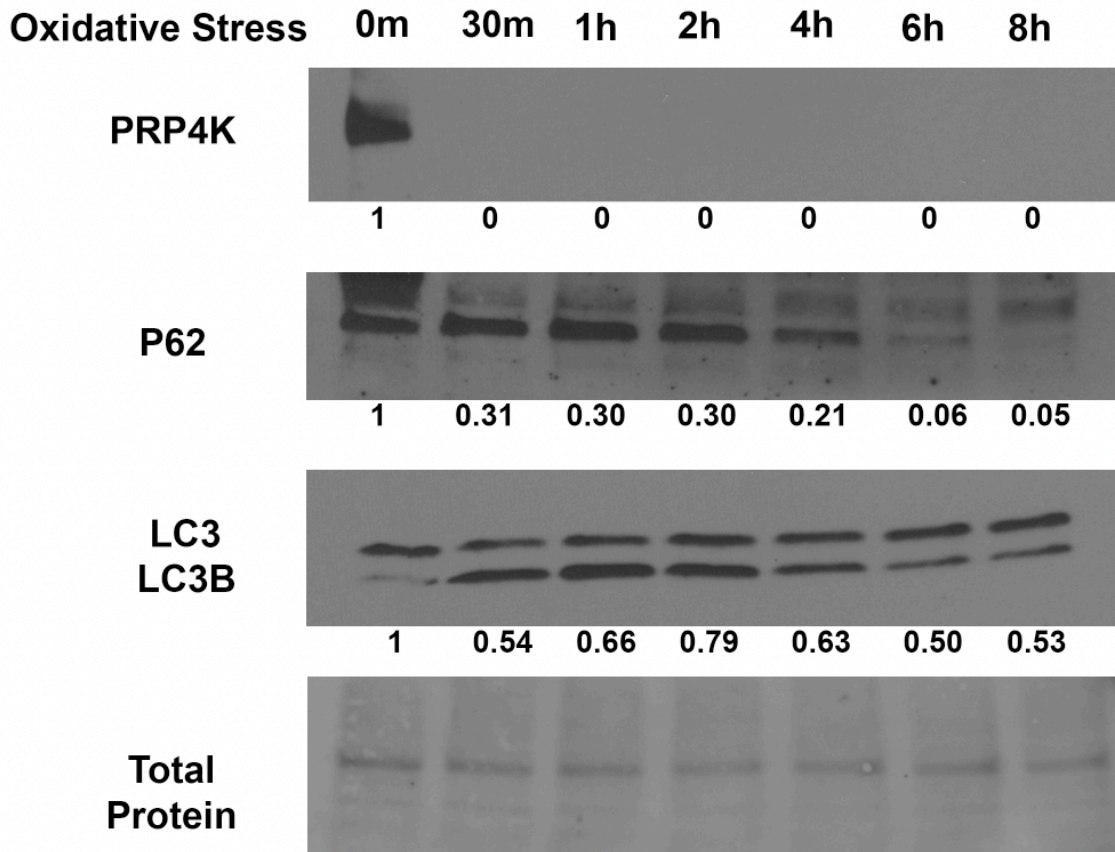 Oxidative Stress 0m 30m 1h 2h 4h 6h 8h
PRP4K
1 0 0 0 0 0 0
P62
1 0.31 0.30 0.30 0.21 0.06 0.05
LC3
LC3B
1 0.54 0.66 0.79 0.63 0.50 0.53
Total
Protein